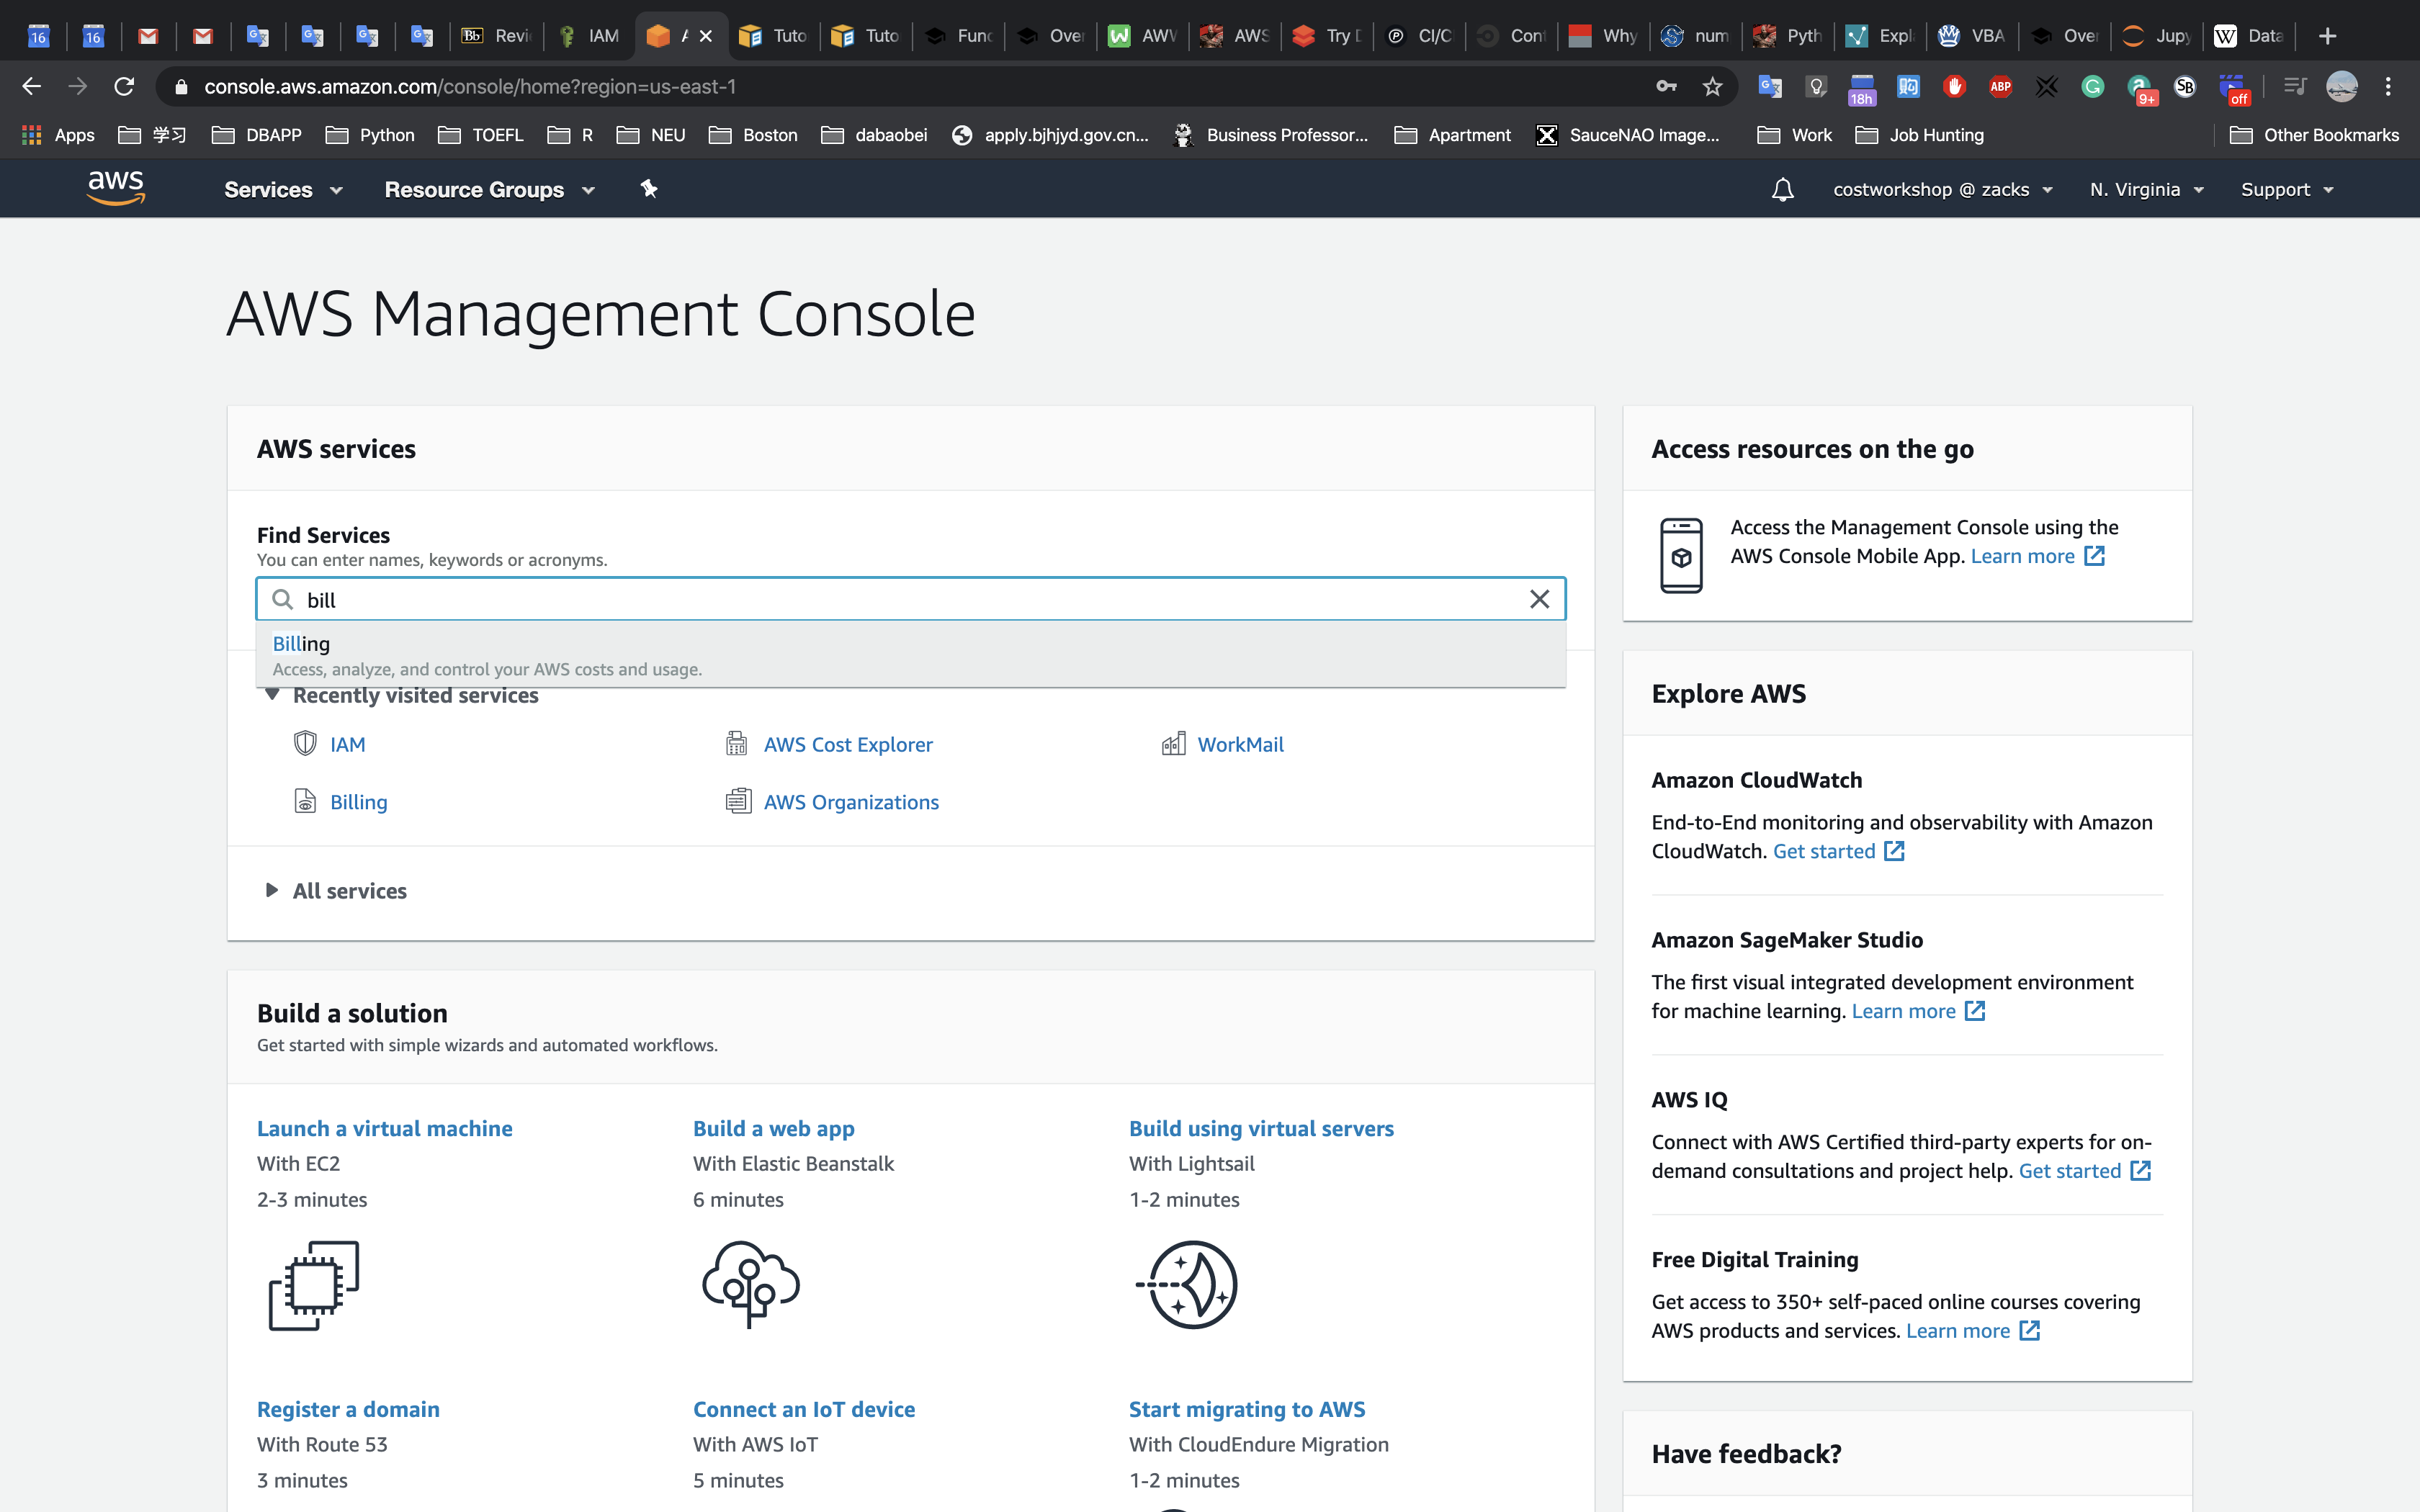 16
16
Bb
Revi
IAM
Tuto
Tuto
Func
Over
AW
AWS
Try D
CI/C
Con
Why
num
Pyth
Expl
VBA
Over
Jupy
Data
console.aws.amazon.com/console/home?region=us-east-1
18h
ABP
9+
SB
off
Apps
学习
DBAPP
Python
TOEFL
R
NEU
Boston
dabaobei
apply.bjhjyd.gov.cn...
Business Professor...
Apartment
SauceNAO Image...
Work
Job Hunting
Other Bookmarks
aws
Services
Resource Groups
costworkshop @ zacks
N. Virginia
Support
AWS Management Console
AWS services
Find Services
You can enter names, keywords or acronyms.
bill
Billing
Access, analyze, and control your AWS costs and usage.
Recently visited services
IAM
AWS Cost Explorer
WorkMail
Billing
AWS Organizations
All services
Build a solution
Get started with simple wizards and automated workflows.
Launch a virtual machine
With EC2
2-3 minutes
Build a web app
With Elastic Beanstalk
6 minutes
Build using virtual servers
With Lightsail
1-2 minutes
Register a domain
With Route 53
3 minutes
Connect an IoT device
With AWS IoT
5 minutes
Start migrating to AWS
With CloudEndure Migration
1-2 minutes
Access resources on the go
Access the Management Console using the
AWS Console Mobile App. Learn more
Explore AWS
Amazon CloudWatch
End-to-End monitoring and observability with Amazon
CloudWatch. Get started
Amazon SageMaker Studio
The first visual integrated development environment
for machine learning. Learn more
AWS IQ
Connect with AWS Certified third-party experts for on-
demand consultations and project help. Get started
Free Digital Training
Get access to 350+ self-paced online courses covering
AWS products and services. Learn more
Have feedback?